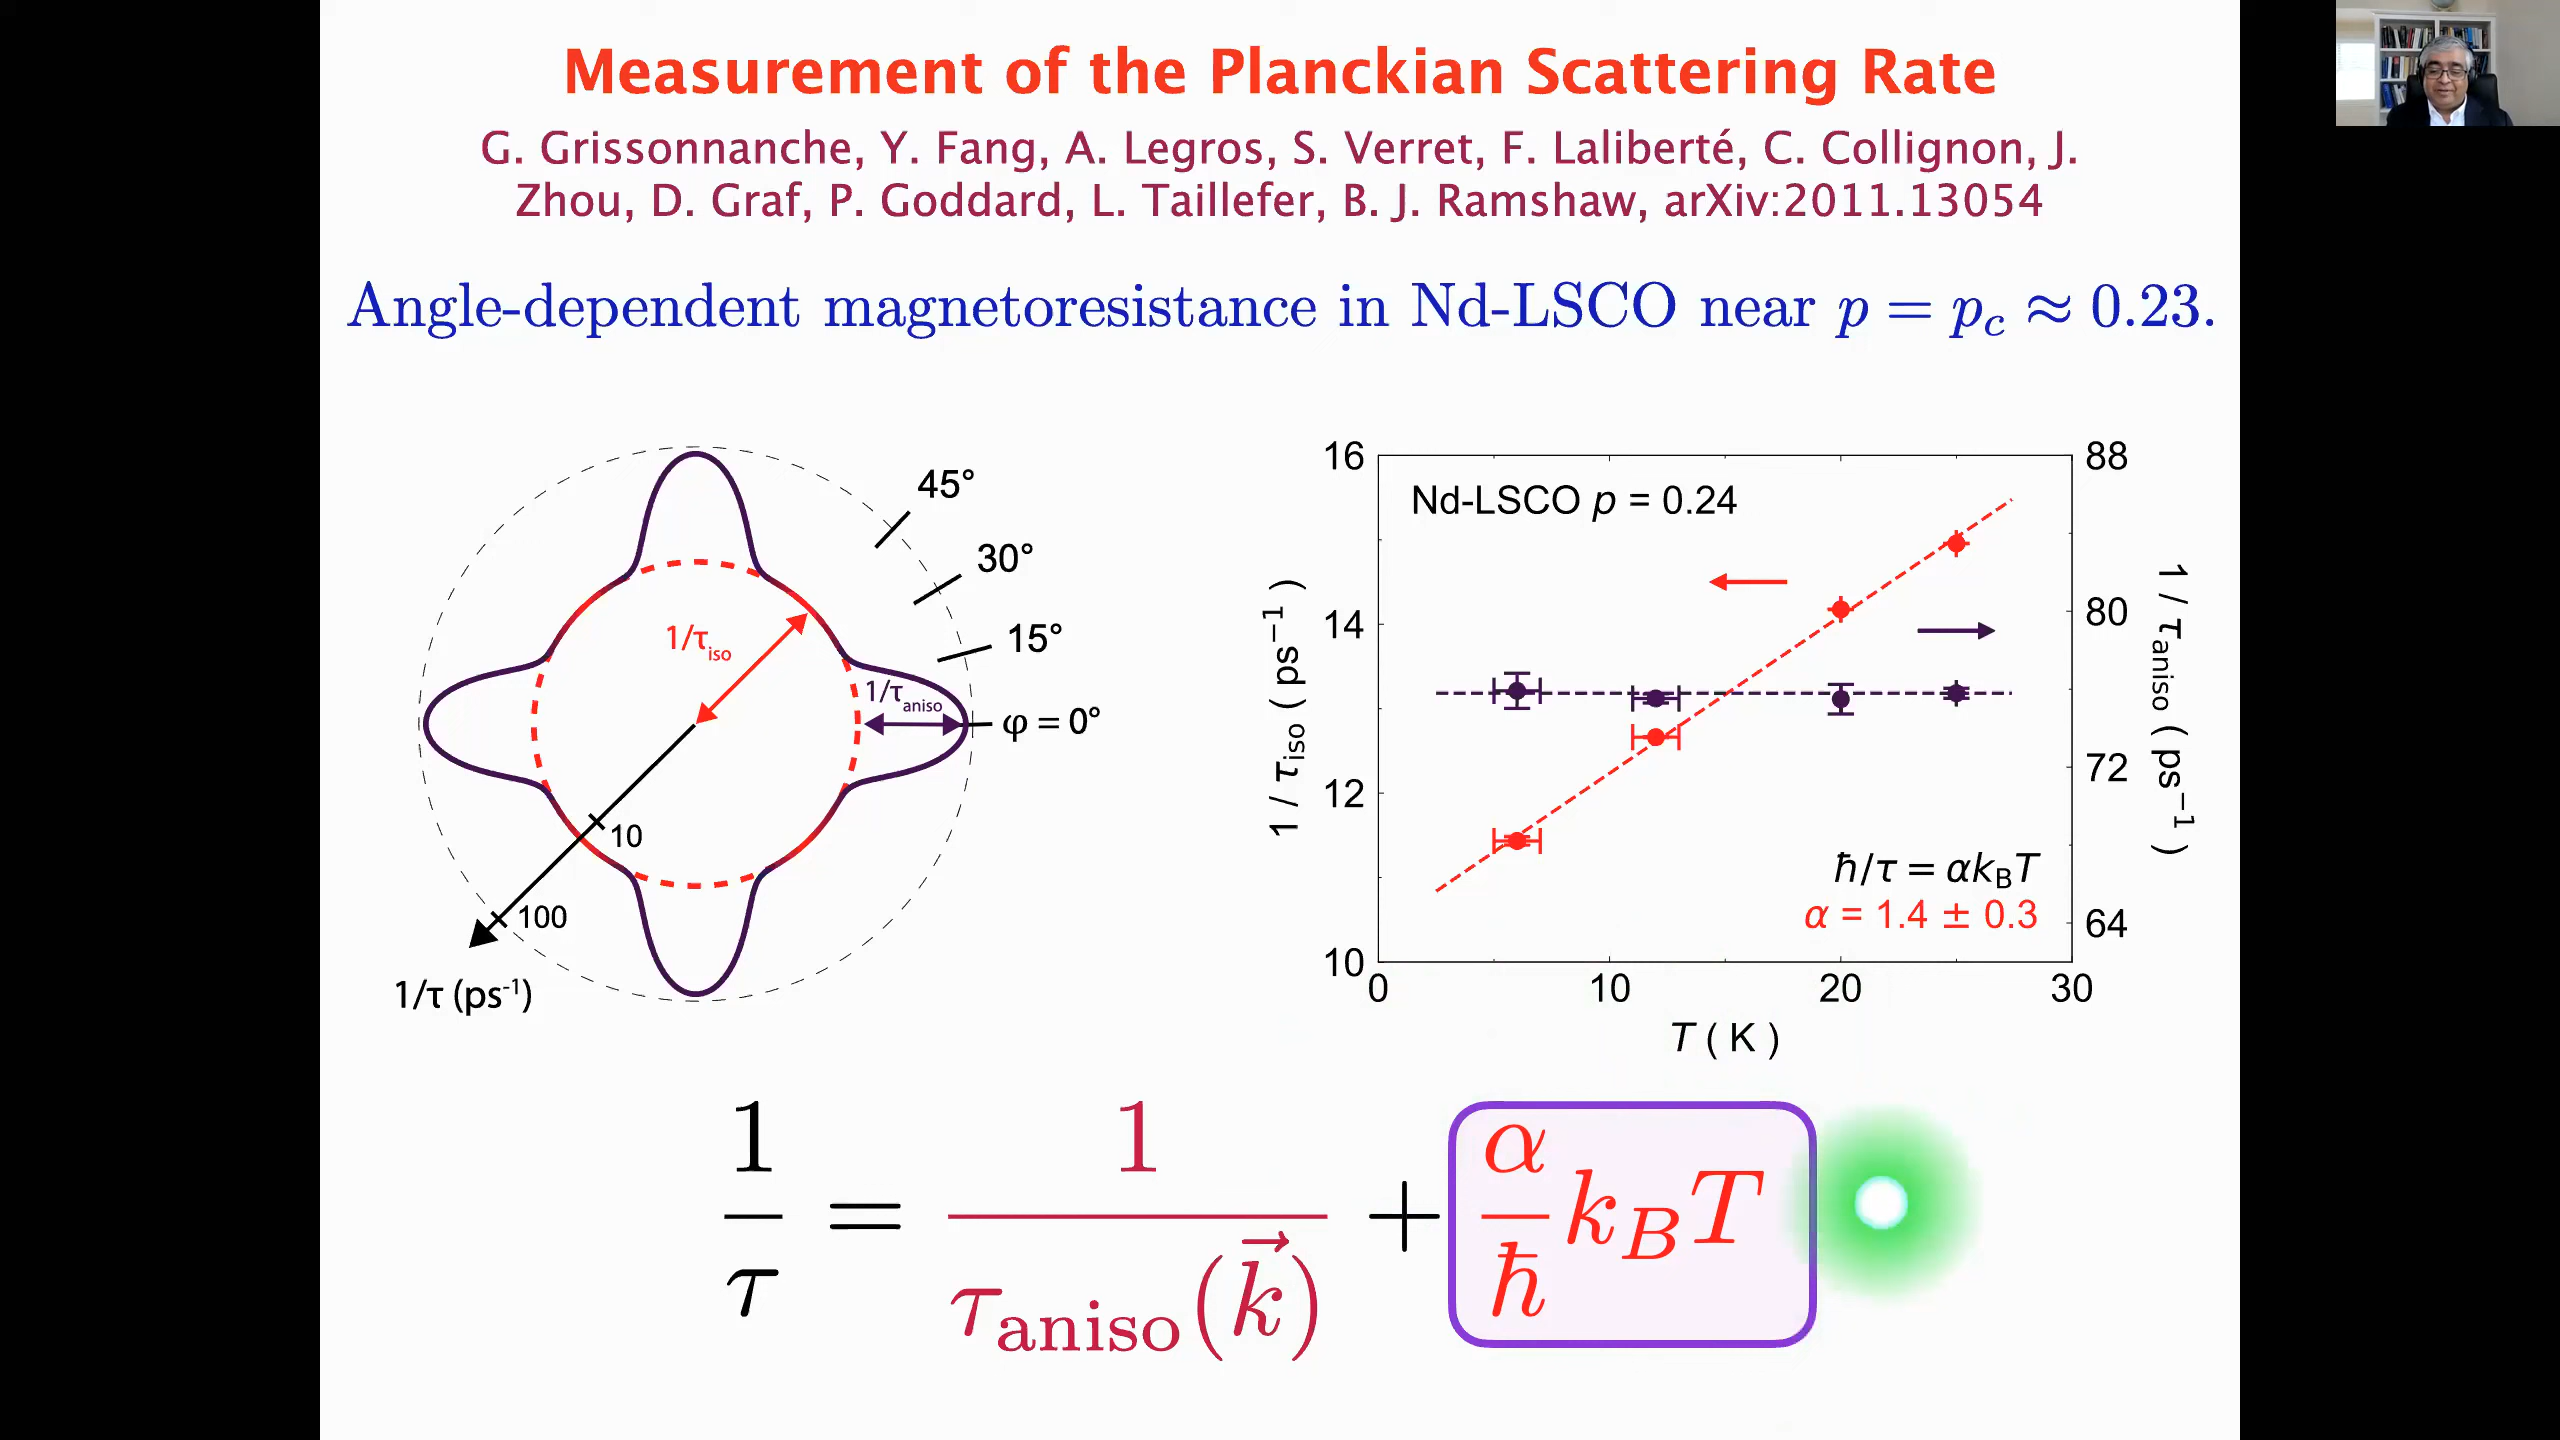 Measurement of the Planckian Scattering Rate
G. Grissonnanche, Y. Fang, A. Legros, S. Verret, F. Laliberté, C. Collignon, J.
Zhou, D. Graf, P. Goddard, L. Taillefer, B. J. Ramshaw, arXiv:2011.13054
Angle-dependent magnetoresistance in Nd-LSCO near p = p_c ≈ 0.23.
45°
30°
15°
φ = 0°
1/τ_iso
1/τ_aniso
10
100
1/τ (ps⁻¹)
16
14
12
10
1 / τ_iso ( ps⁻¹ )
Nd-LSCO p = 0.24
ħ/τ = αk_BT
α = 1.4 ± 0.3
88
80
72
64
1 / τ_aniso ( ps⁻¹ )
0 10 20 30
T ( K )
1/τ = 1/τ_aniso(k⃗) + α/ħ k_BT